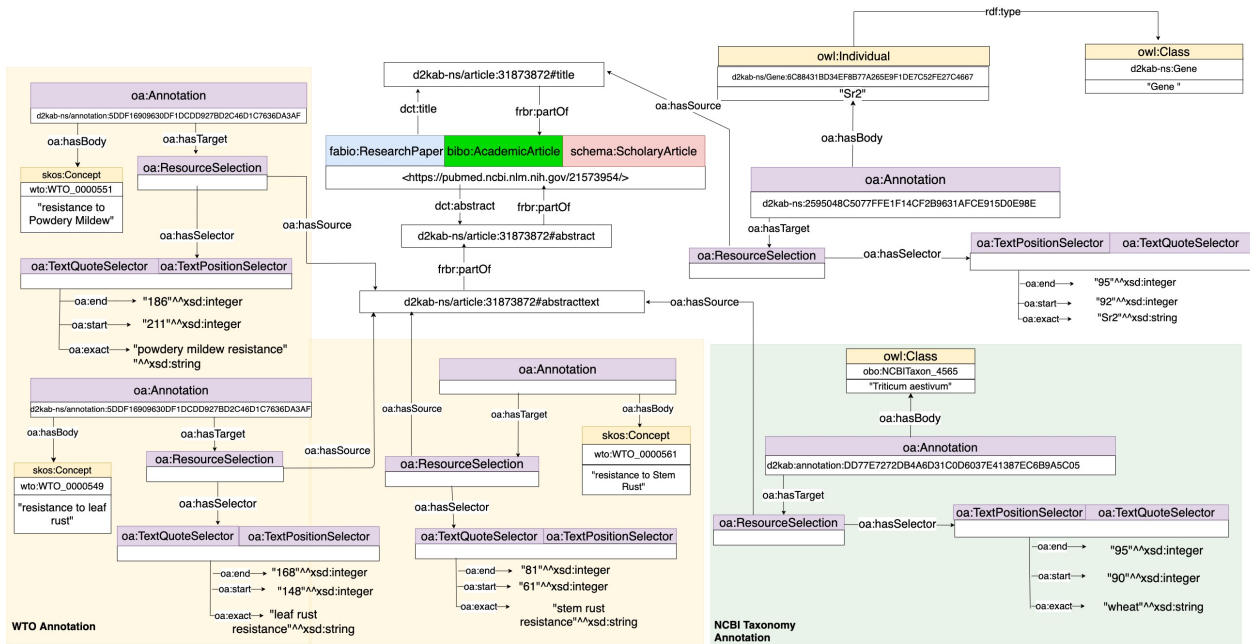 rdf:type
owl:Individual
d2kab-ns/Gene:6C88431BD34EF8B77A265E9F1DE7C52FE27C4667
"Sr2"
owl:Class
d2kab-ns:Gene
"Gene "
oa:hasBody
oa:Annotation
d2kab-ns:2595048C5077FFE1F14CF2B9631AFCE915D0E98E
oa:hasTarget
oa:ResourceSelection
oa:hasSelector
oa:TextPositionSelector
oa:TextQuoteSelector
oa:end
"95"^^xsd:integer
oa:start
"92"^^xsd:integer
oa:exact
"Sr2"^^xsd:string
oa:hasSource
d2kab-ns/article:31873872#title
dct:title
frbr:partOf
fabio:ResearchPaper
bibo:AcademicArticle
schema:ScholaryArticle
<https://pubmed.ncbi.nlm.nih.gov/21573954/>
dct:abstract
frbr:partOf
d2kab-ns/article:31873872#abstract
frbr:partOf
d2kab-ns/article:31873872#abstracttext
oa:hasSource
oa:Annotation
d2kab-ns/annotation:5DDF16909630DF1DCDD927BD2C46D1C7636DA3AF
oa:hasBody
oa:hasTarget
skos:Concept
wto:WTO_0000551
"resistance to
Powdery Mildew"
oa:ResourceSelection
oa:hasSource
oa:hasSelector
oa:TextQuoteSelector
oa:TextPositionSelector
oa:end
"186"^^xsd:integer
oa:start
"211"^^xsd:integer
oa:exact
"powdery mildew resistance"
"^^xsd:string
oa:Annotation
d2kab-ns/annotation:5DDF16909630DF1DCDD927BD2C46D1C7636DA3AF
oa:hasBody
oa:hasTarget
skos:Concept
wto:WTO_0000549
"resistance to leaf
rust"
oa:ResourceSelection
oa:hasSource
oa:hasSelector
oa:TextQuoteSelector
oa:TextPositionSelector
oa:end
"168"^^xsd:integer
oa:start
"148"^^xsd:integer
oa:exact
"leaf rust
resistance"^^xsd:string
WTO Annotation
oa:Annotation
oa:hasSource
oa:hasTarget
oa:hasBody
skos:Concept
wto:WTO_0000561
"resistance to Stem
Rust"
oa:ResourceSelection
oa:hasSelector
oa:TextQuoteSelector
oa:TextPositionSelector
oa:end
"81"^^xsd:integer
oa:start
"61"^^xsd:integer
oa:exact
"stem rust
resistance"^^xsd:string
owl:Class
obo:NCBITaxon_4565
"Triticum aestivum"
oa:hasBody
oa:Annotation
d2kab:annotation:DD77E7272DB4A6D31C0D6037E41387EC6B9A5C05
oa:hasTarget
oa:ResourceSelection
oa:hasSelector
oa:TextPositionSelector
oa:TextQuoteSelector
oa:end
"95"^^xsd:integer
oa:start
"90"^^xsd:integer
oa:exact
"wheat"^^xsd:string
NCBI Taxonomy
Annotation